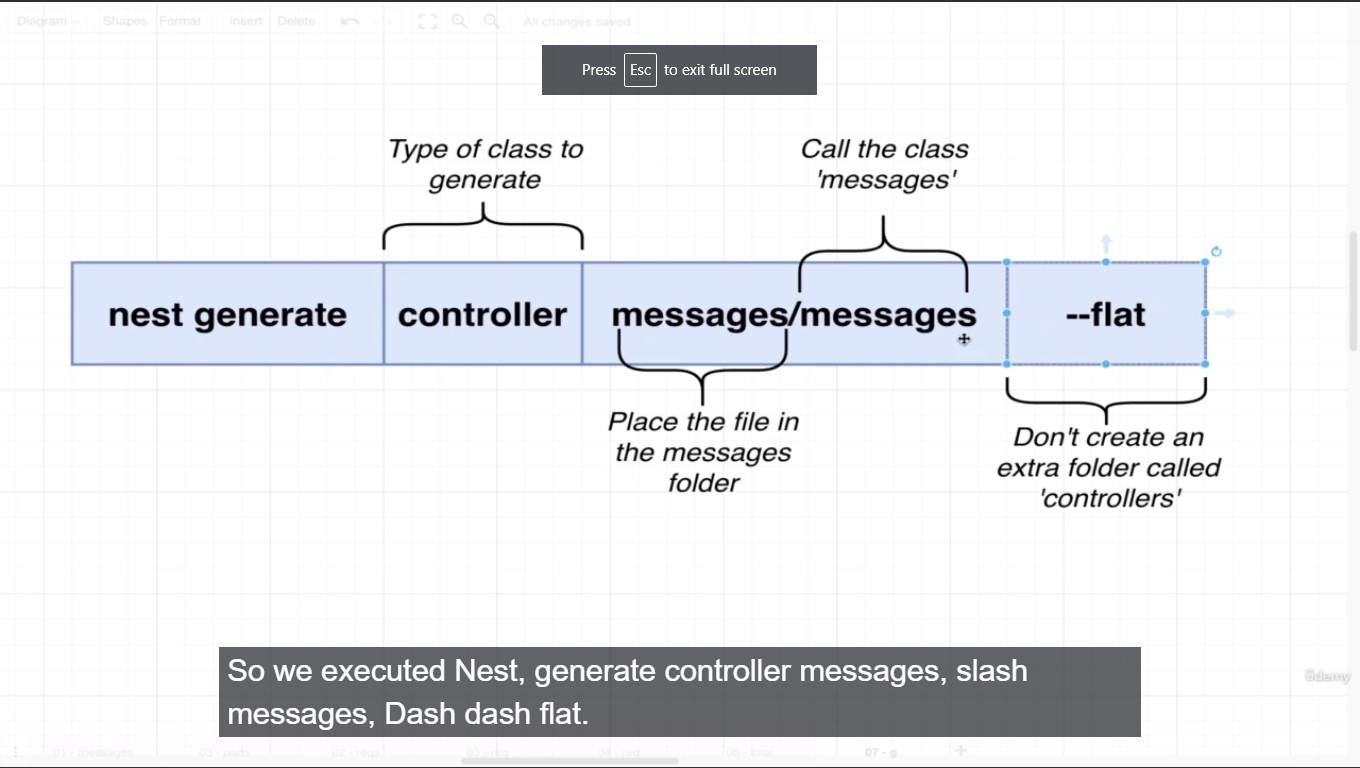 Diagram Shapes Format Insert Delete All changes saved
Press Esc to exit full screen
Type of class to
generate
Call the class
'messages'
nest generate controller messages/messages --flat
Place the file in
the messages
folder
Don't create an
extra folder called
'controllers'
So we executed Nest, generate controller messages, slash
messages, Dash dash flat.
ûdemy
01 - messages 03 - parts 02 - reqs 03 - req 04 - req 06 - total 07 - g